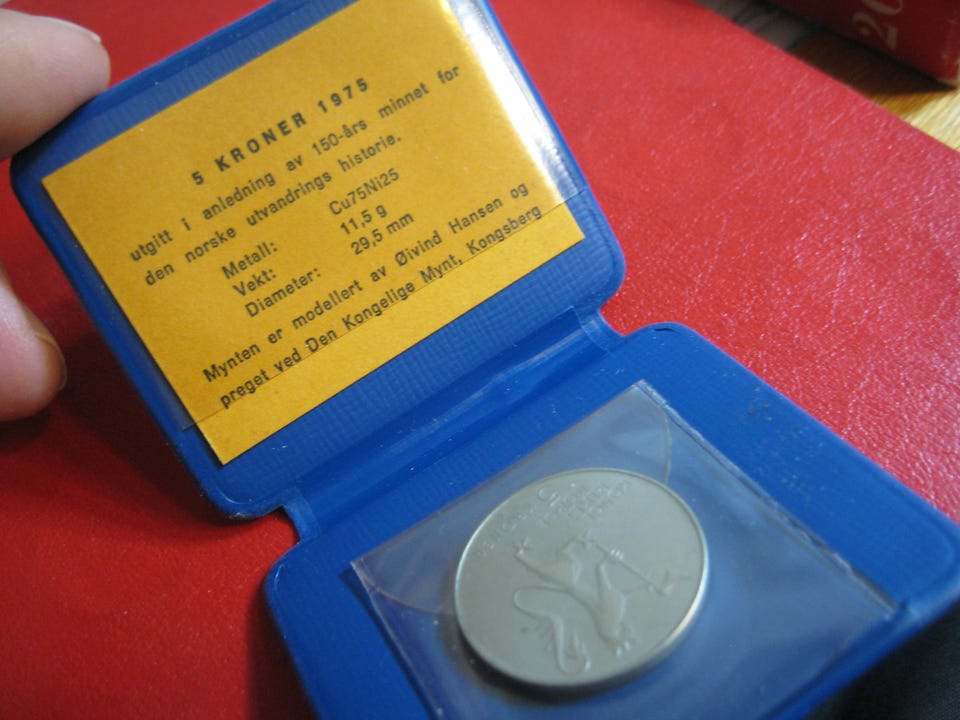 5 KRONER 1975
utgitt i anledning av 150-års minnet for
den norske utvandrings historie.
Metall: Cu75Ni25
Vekt: 11,5 g
Diameter: 29,5 mm
Mynten er modellert av Øivind Hansen og
preget ved Den Kongelige Mynt, Kongsberg
20